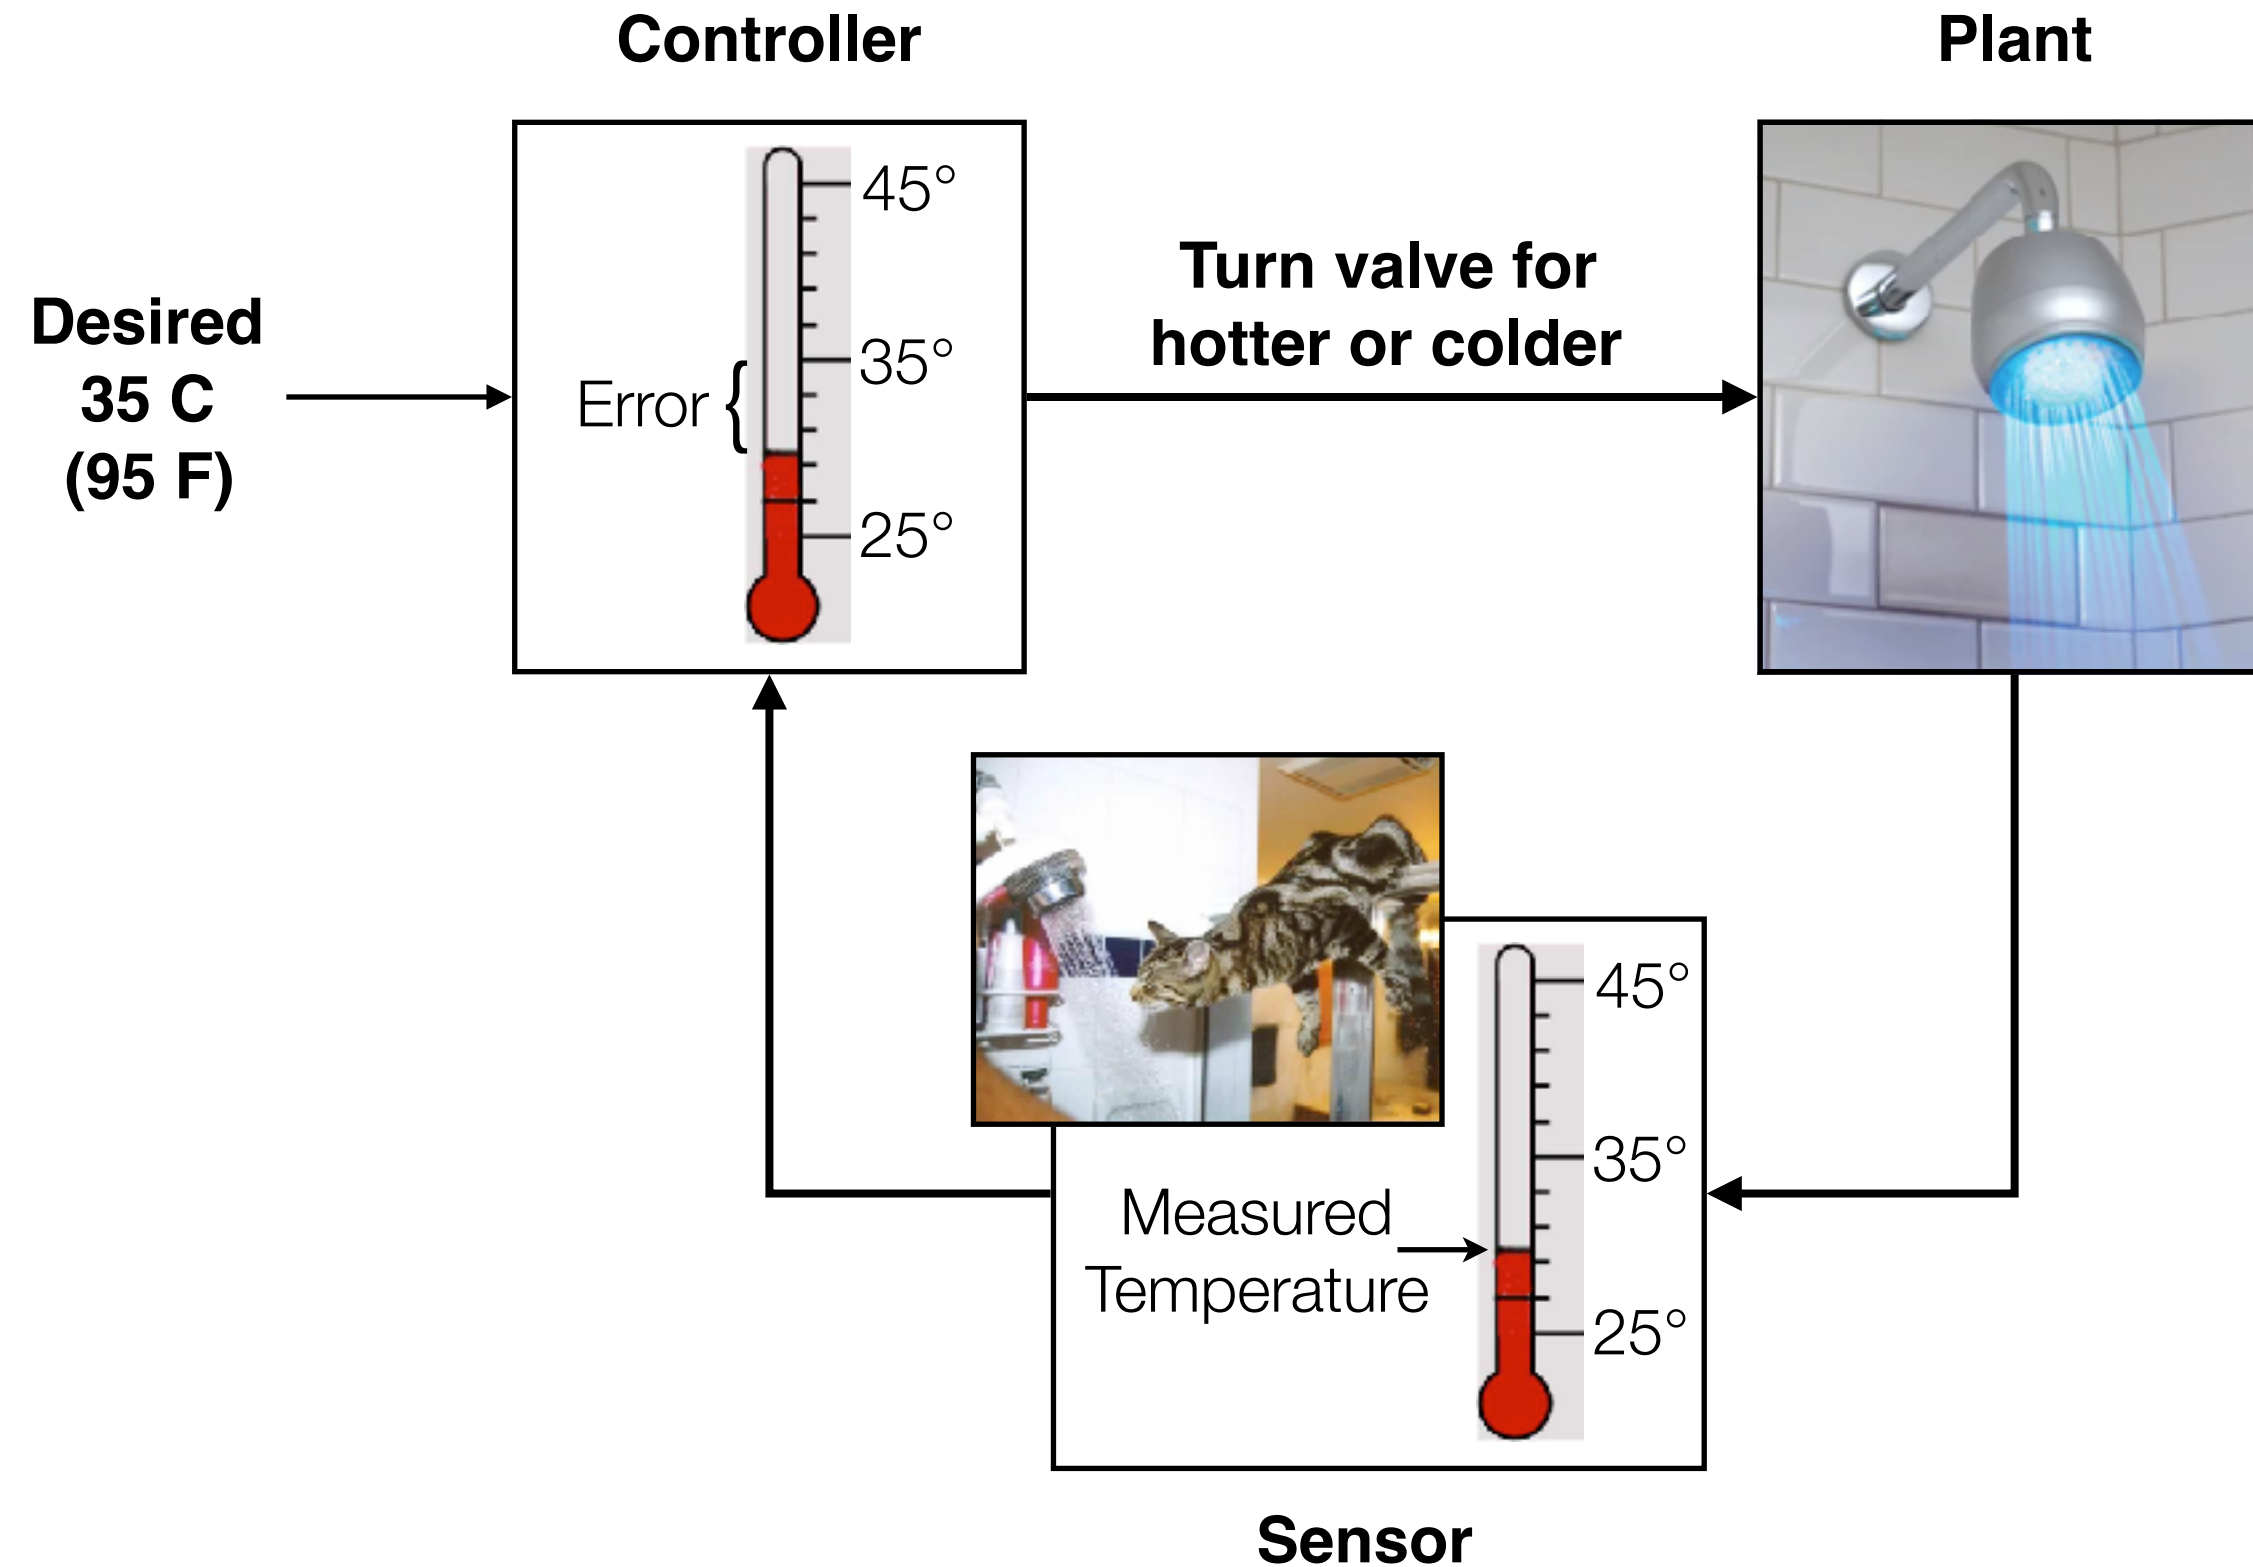 Controller
Plant
Desired
35 C
(95 F)
Error {
45°
35°
25°
Turn valve for
hotter or colder
Measured
Temperature
45°
35°
25°
Sensor